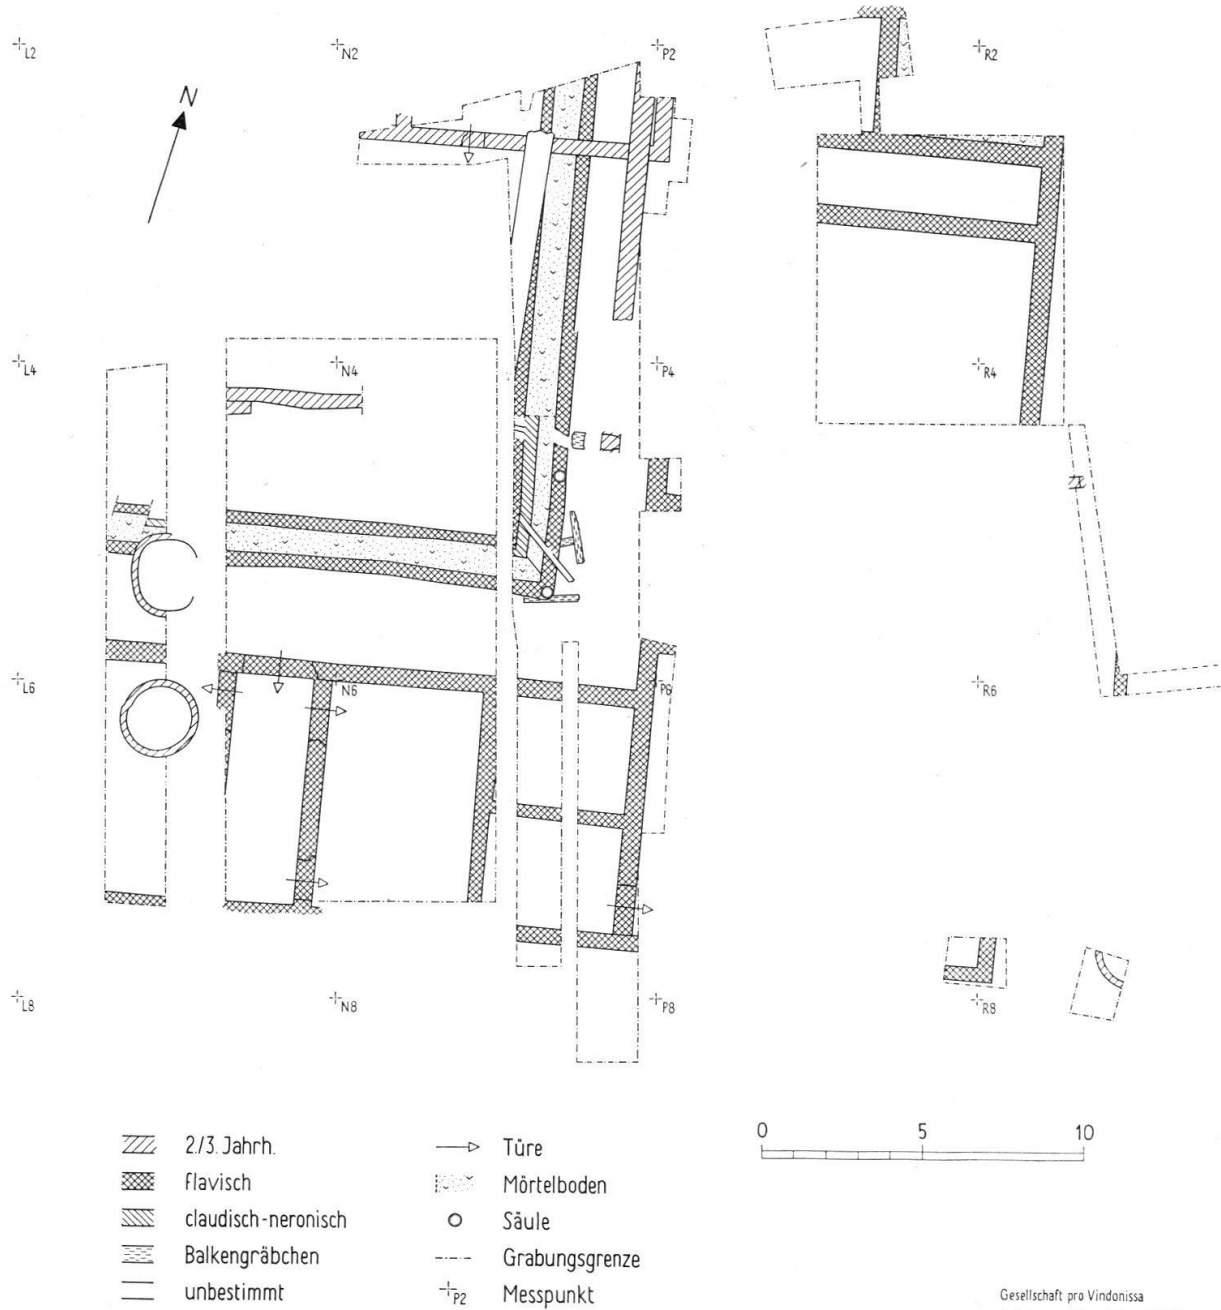 L2
N2
P2
R2
N
L4
N4
P4
R4
N6
P6
R6
L8
N8
P8
R8
2./3. Jahrh.
flavisch
claudisch-neronisch
Balkengräbchen
unbestimmt
Türe
Mörtelboden
Säule
Grabungsgrenze
P2 Messpunkt
0 5 10
Gesellschaft pro Vindonissa